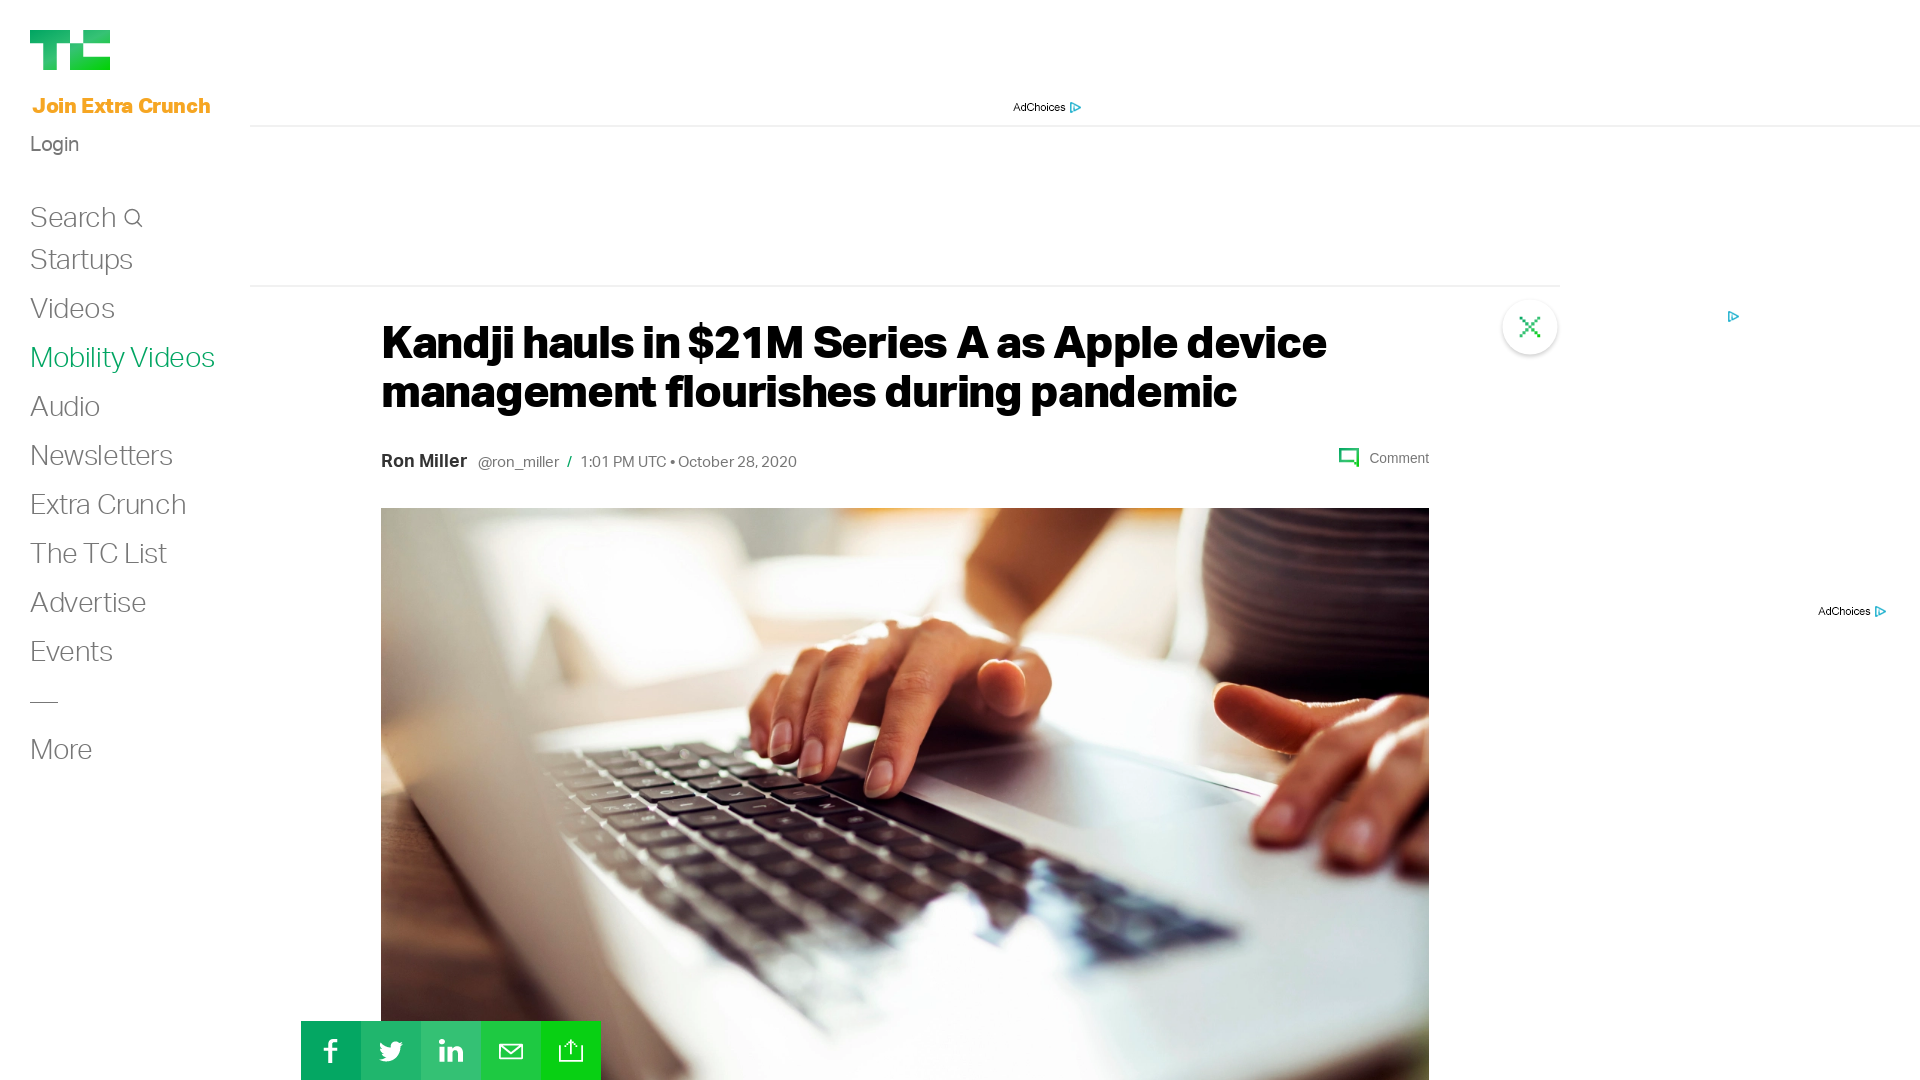 TC
Join Extra Crunch
Login
Search
Startups
Videos
Mobility Videos
Audio
Newsletters
Extra Crunch
The TC List
Advertise
Events
More
AdChoices
Kandji hauls in $21M Series A as Apple device
management flourishes during pandemic
Ron Miller @ron_miller / 1:01 PM UTC • October 28, 2020
Comment
AdChoices